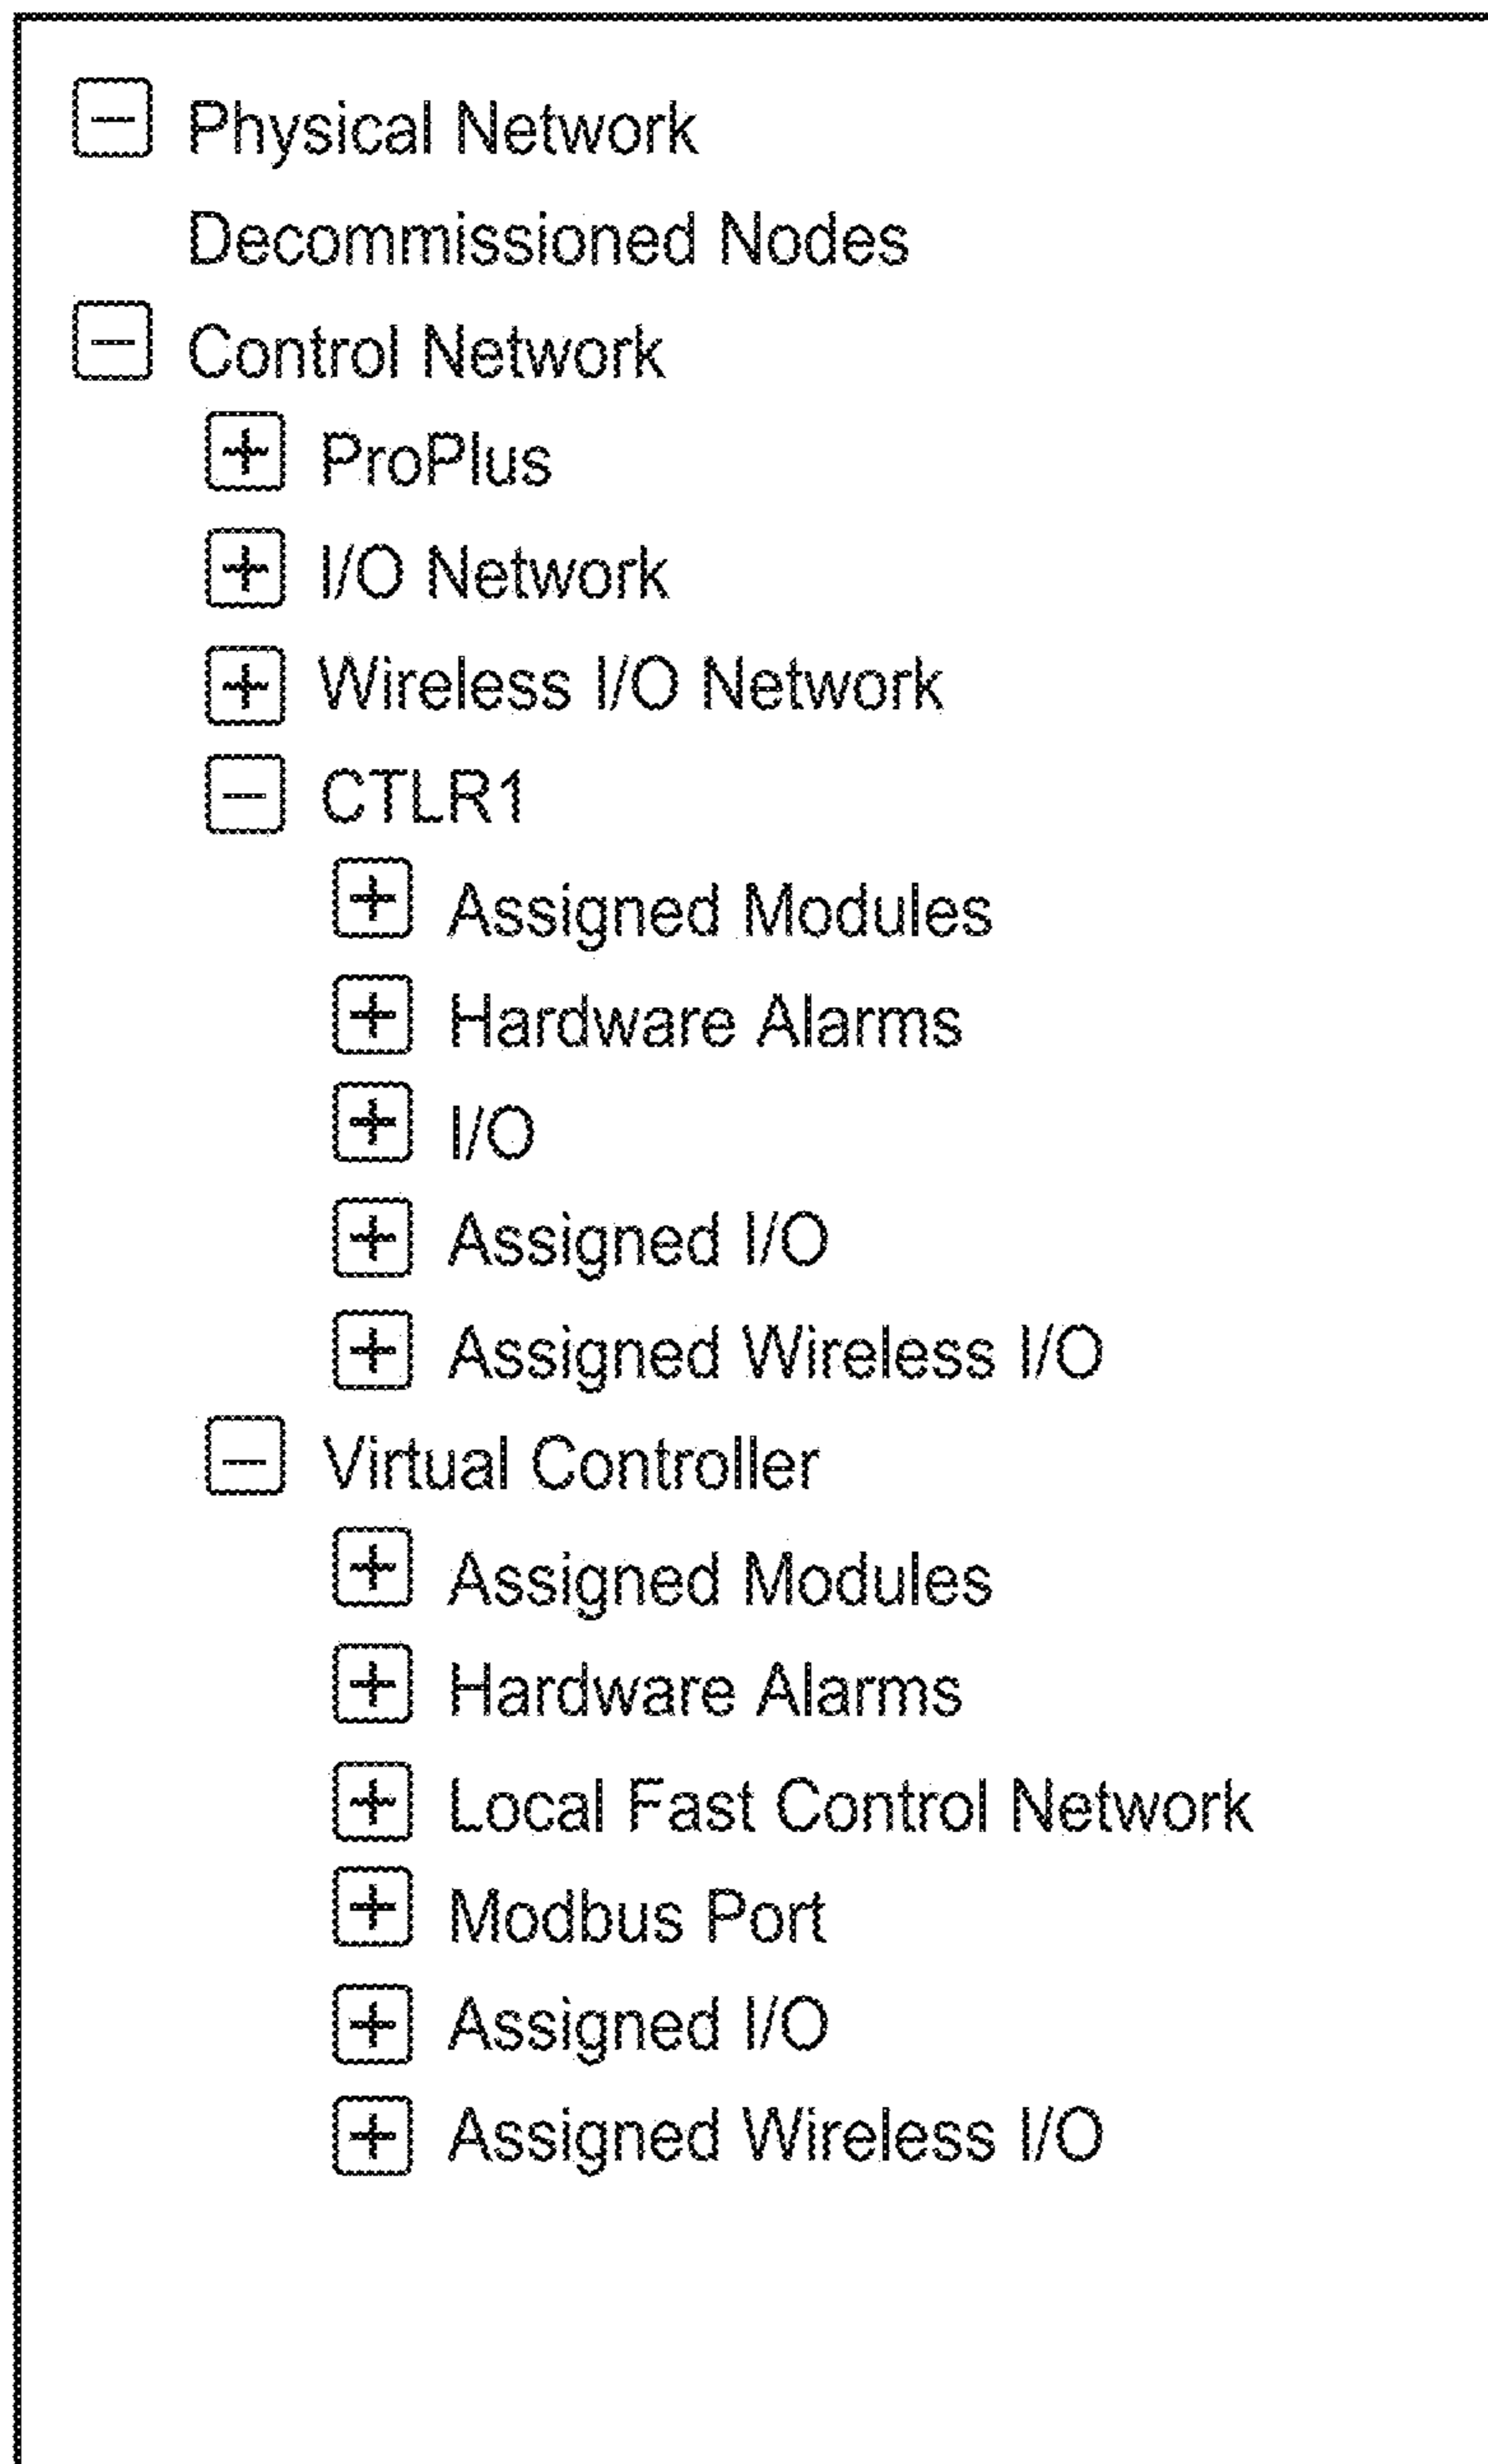 Physical Network
Decommissioned Nodes
Control Network
ProPlus
I/O Network
Wireless I/O Network
CTLR1
Assigned Modules
Hardware Alarms
I/O
Assigned I/O
Assigned Wireless I/O
Virtual Controller
Assigned Modules
Hardware Alarms
Local Fast Control Network
Modbus Port
Assigned I/O
Assigned Wireless I/O